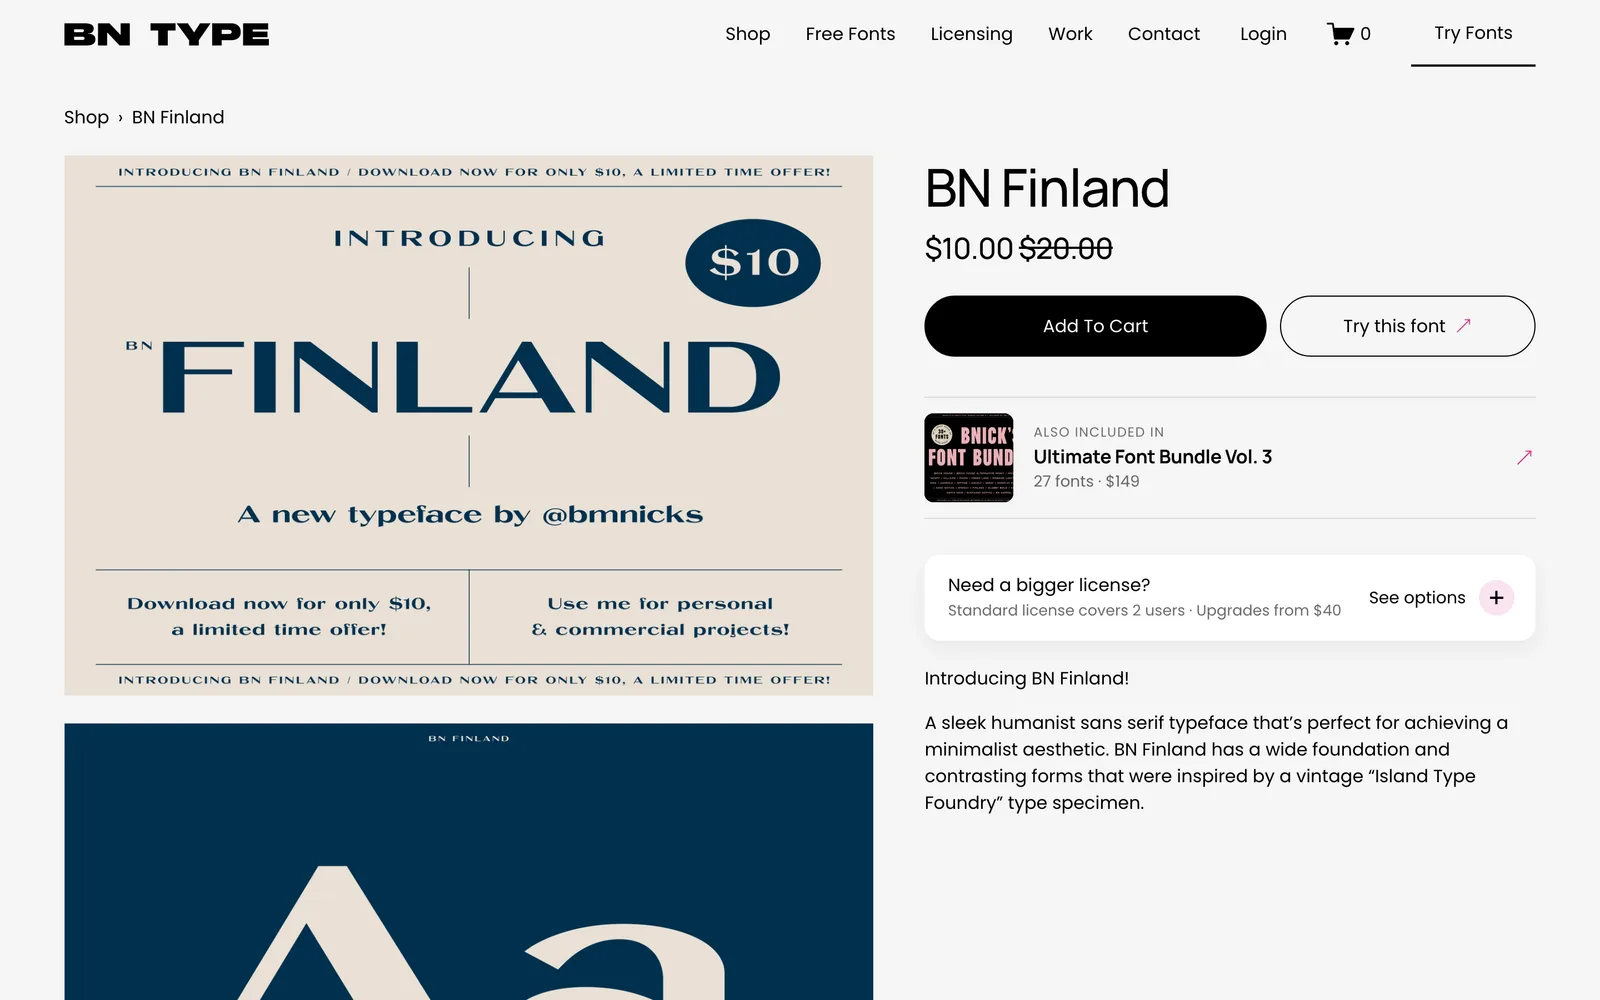 BN TYPE
Shop
Free Fonts
Licensing
Work
Contact
Login
0
Try Fonts
Shop › BN Finland
INTRODUCING BN FINLAND / DOWNLOAD NOW FOR ONLY $10, A LIMITED TIME OFFER!
INTRODUCING
$10
BN FINLAND
A new typeface by @bmnicks
Download now for only $10,
a limited time offer!
Use me for personal
& commercial projects!
INTRODUCING BN FINLAND / DOWNLOAD NOW FOR ONLY $10, A LIMITED TIME OFFER!
BN FINLAND
Aa
BN Finland
$10.00 $20.00
Add To Cart
Try this font
30+
FONTS
BNICK'S
FONT BUND
ALSO INCLUDED IN
Ultimate Font Bundle Vol. 3
27 fonts · $149
Need a bigger license?
Standard license covers 2 users · Upgrades from $40
See options
Introducing BN Finland!
A sleek humanist sans serif typeface that’s perfect for achieving a
minimalist aesthetic. BN Finland has a wide foundation and
contrasting forms that were inspired by a vintage “Island Type
Foundry” type specimen.